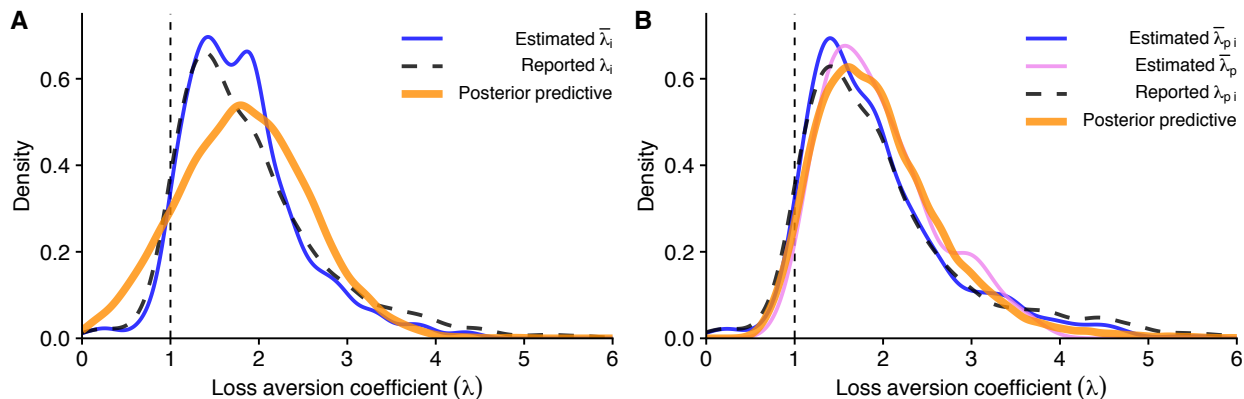 A
Estimated λ̅ᵢ
Reported λᵢ
Posterior predictive
Density
0.6
0.4
0.2
0.0
0 1 2 3 4 5 6
Loss aversion coefficient (λ)
B
Estimated λ̅ₚᵢ
Estimated λ̅ₚ
Reported λₚᵢ
Posterior predictive
Density
0.6
0.4
0.2
0.0
0 1 2 3 4 5 6
Loss aversion coefficient (λ)